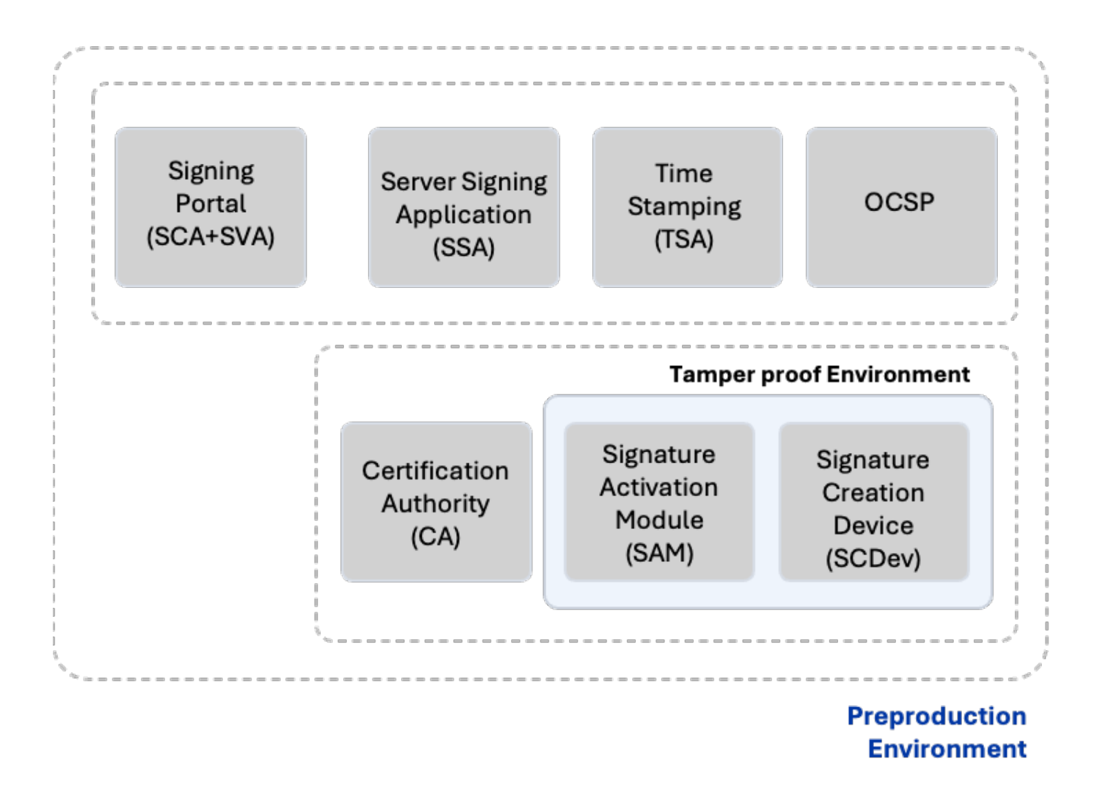 Signing
Portal
(SCA+SVA)
Server Signing
Application
(SSA)
Time
Stamping
(TSA)
OCSP
Tamper proof Environment
Certification
Authority
(CA)
Signature
Activation
Module
(SAM)
Signature
Creation
Device
(SCDev)
Preproduction
Environment